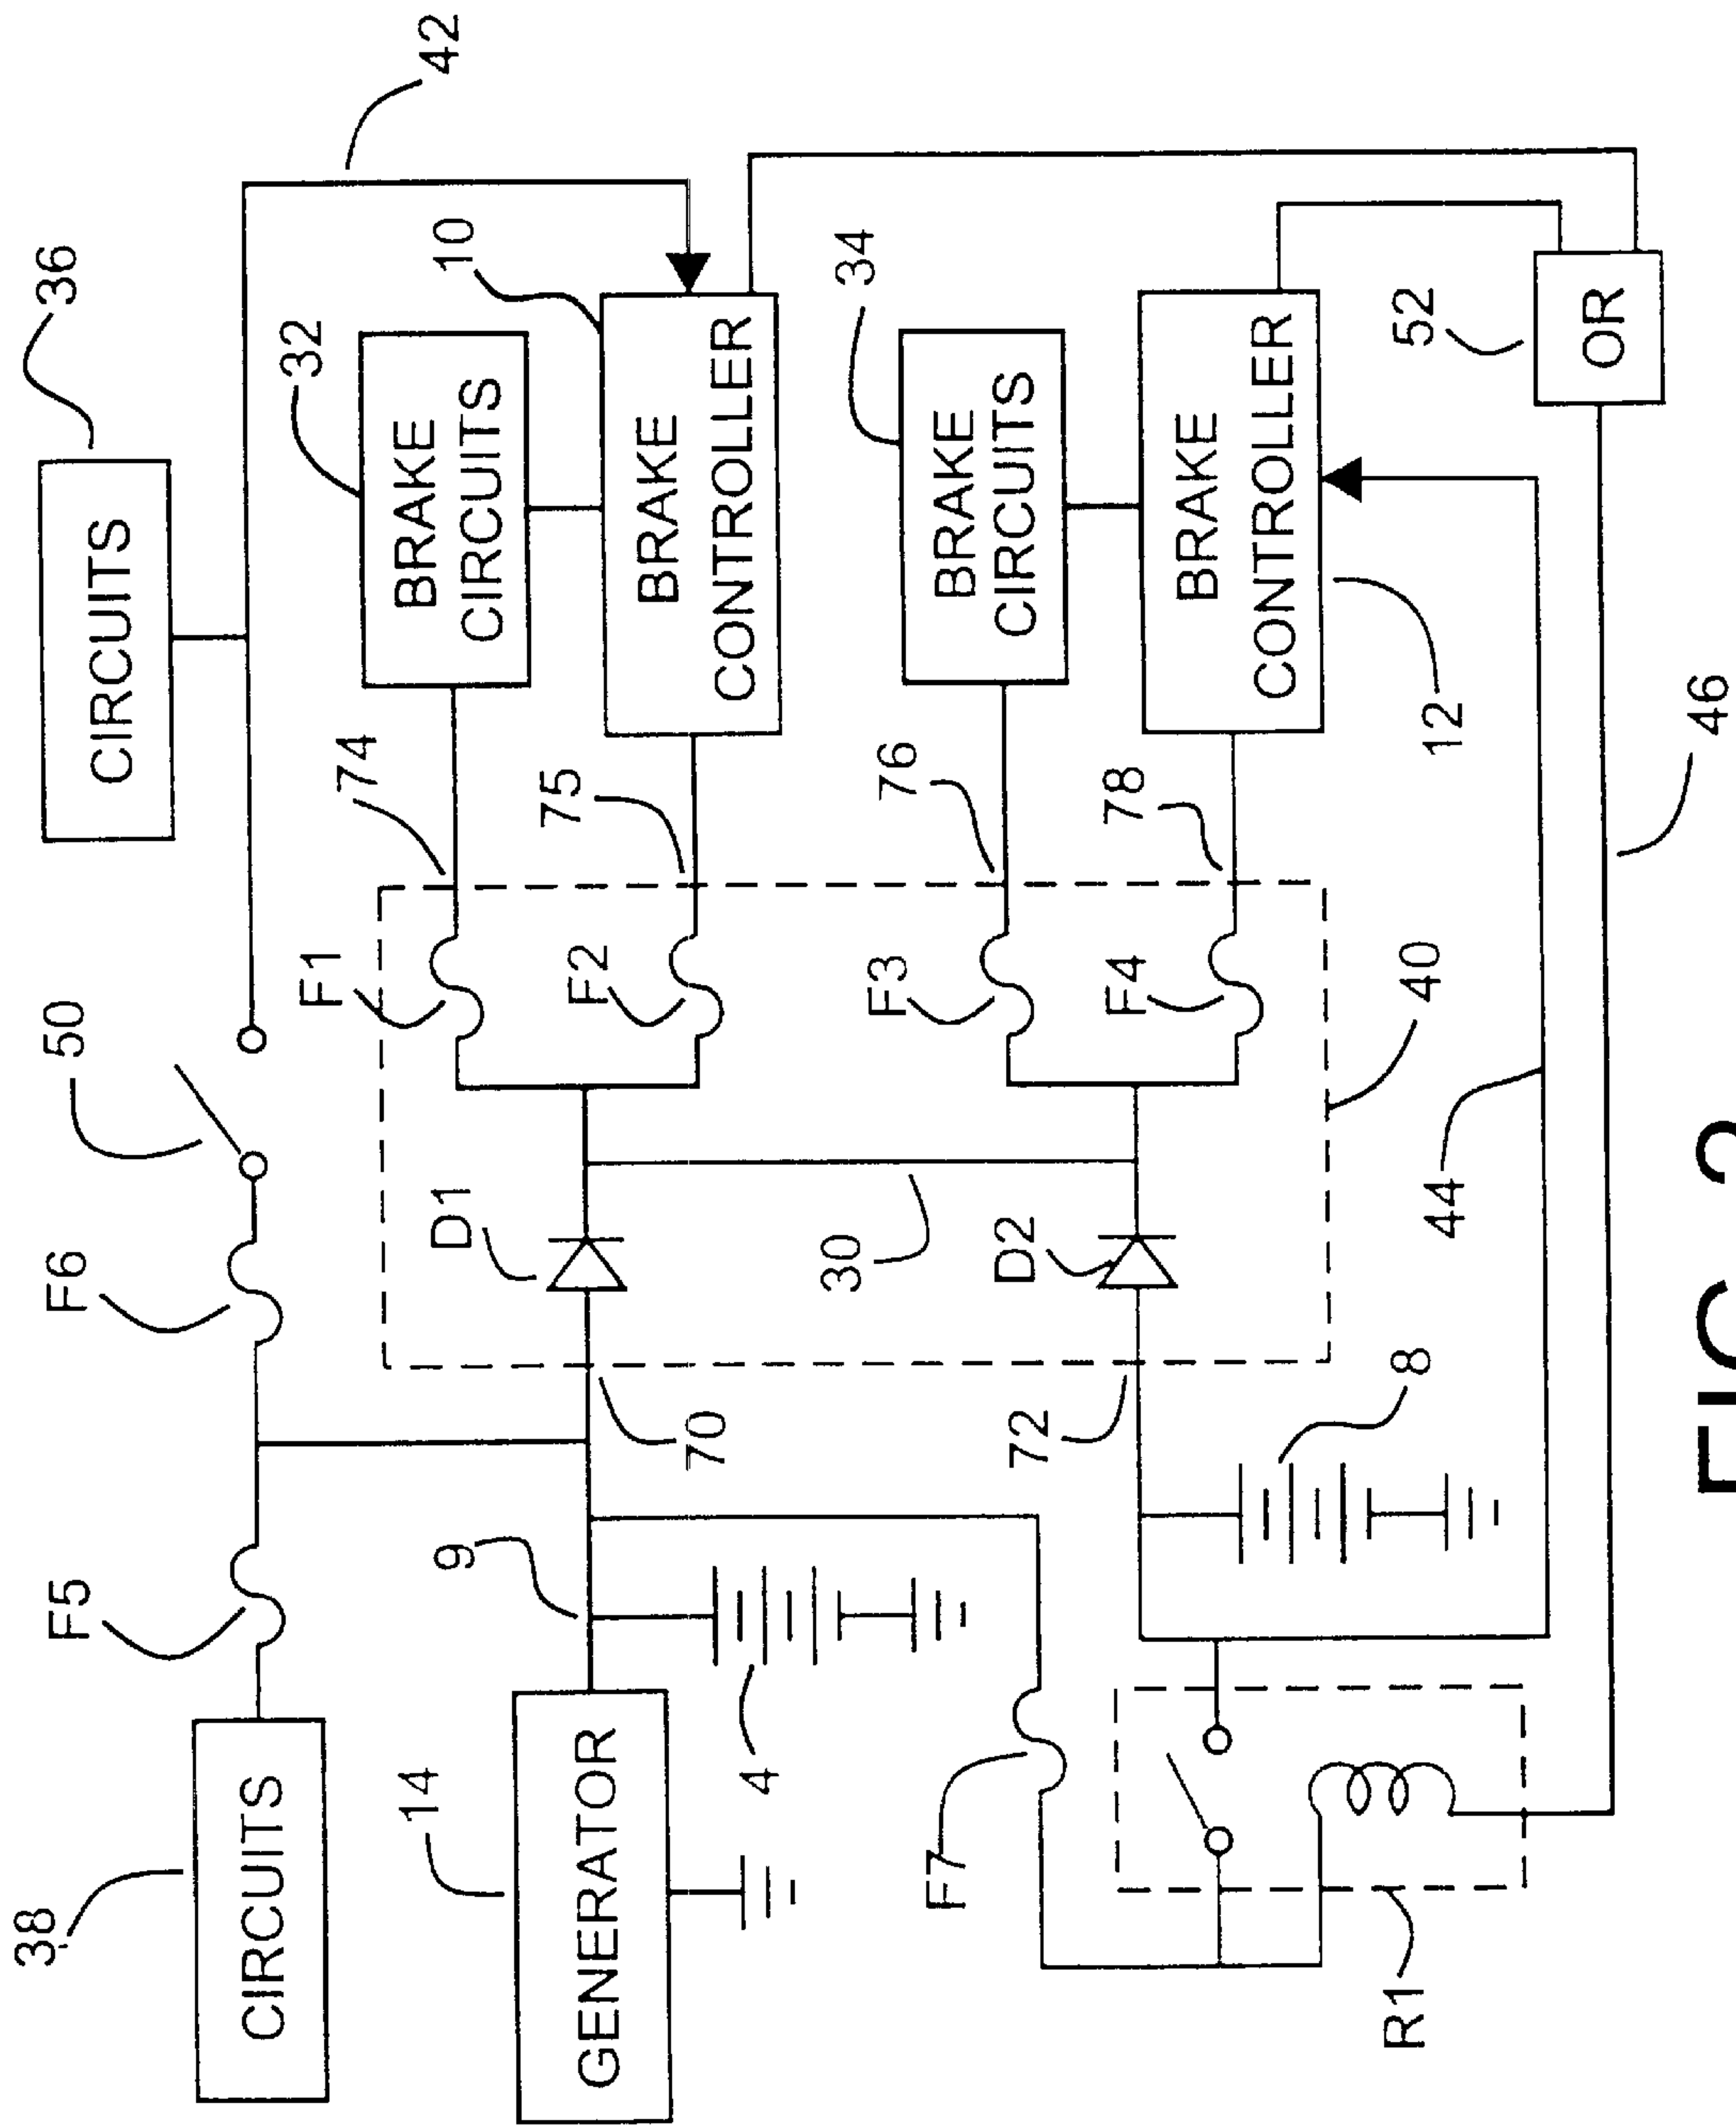 38
CIRCUITS
F5
F6
50
36
CIRCUITS
42
14
GENERATOR
9
4
70
D1
F1
74
32
BRAKE
CIRCUITS
10
F2
75
BRAKE
CONTROLLER
30
F7
R1
72
8
D2
F3
76
34
BRAKE
CIRCUITS
F4
78
BRAKE
CONTROLLER
12
40
44
46
52
OR